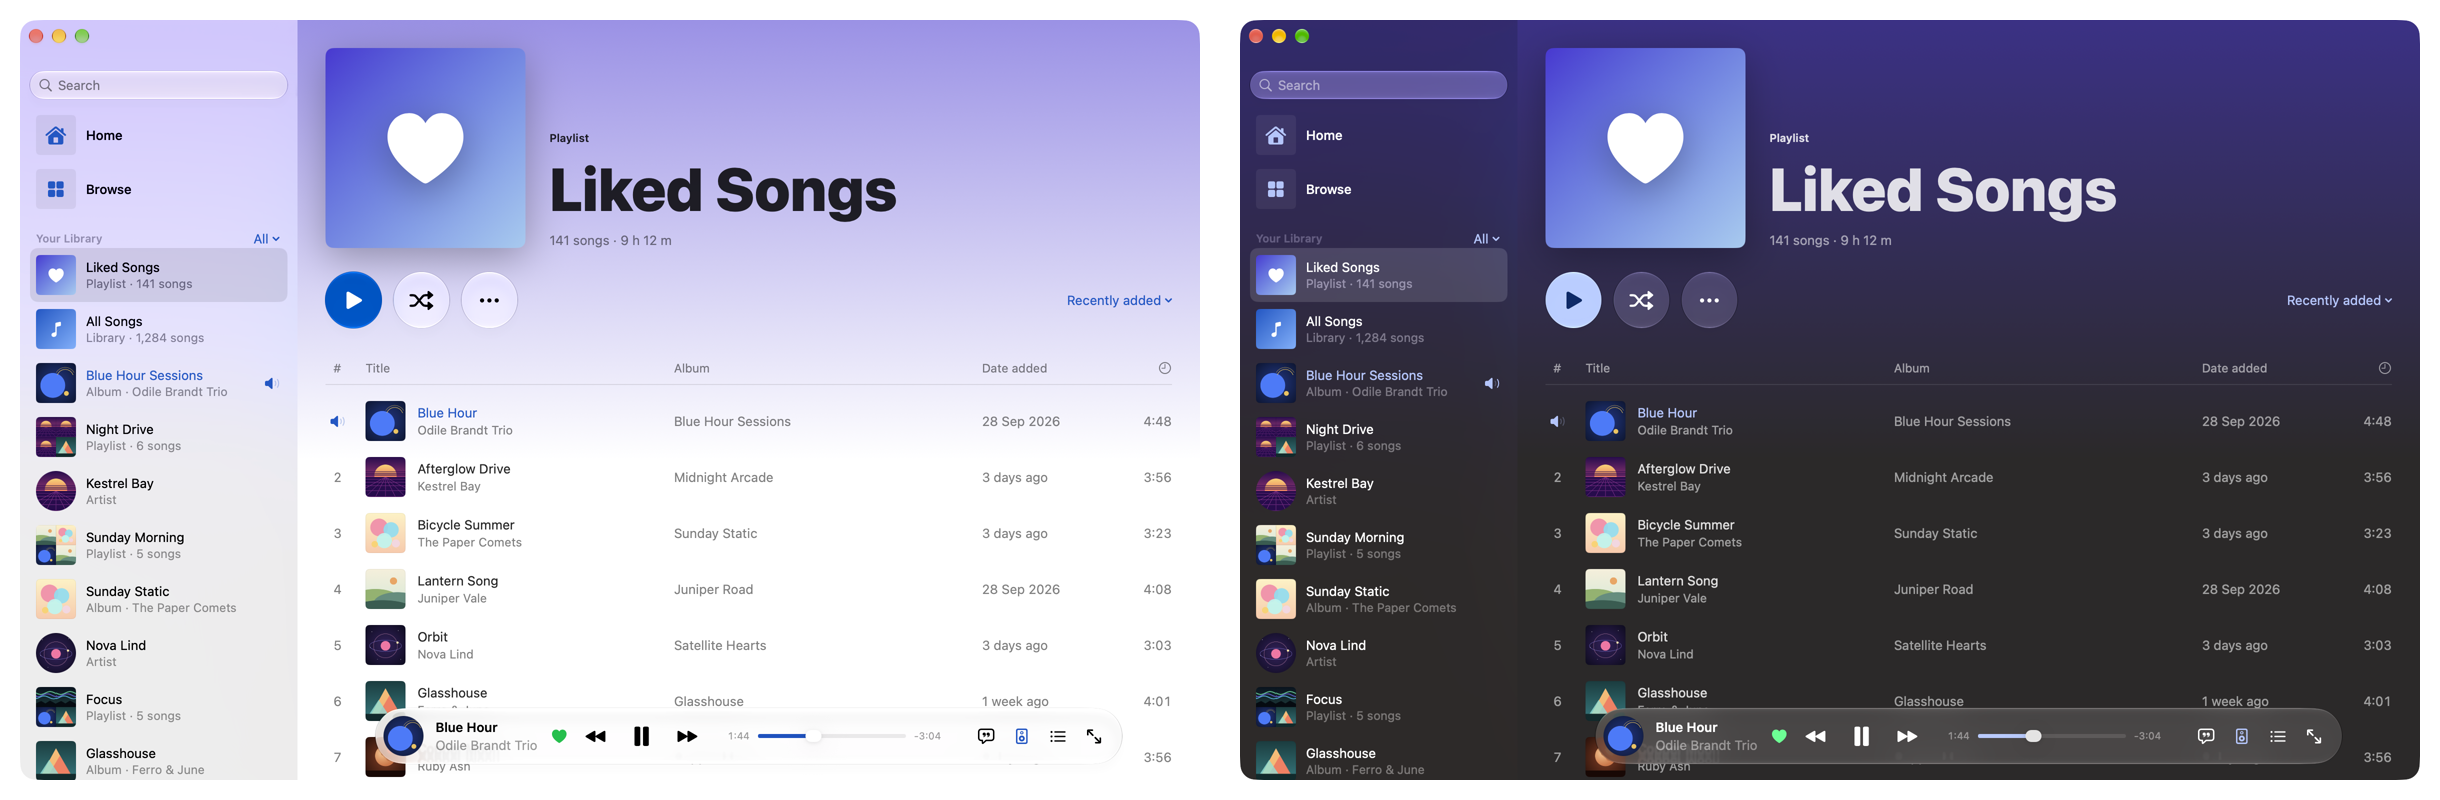 Search
Home
Browse
Your Library All
Liked Songs
Playlist · 141 songs
All Songs
Library · 1,284 songs
Blue Hour Sessions
Album · Odile Brandt Trio
Night Drive
Playlist · 6 songs
Kestrel Bay
Artist
Sunday Morning
Playlist · 5 songs
Sunday Static
Album · The Paper Comets
Nova Lind
Artist
Focus
Playlist · 5 songs
Glasshouse
Album · Ferro & June
Playlist
Liked Songs
141 songs · 9 h 12 m
Recently added
# Title Album Date added
Blue Hour
Odile Brandt Trio
Blue Hour Sessions 28 Sep 2026 4:48
2 Afterglow Drive
Kestrel Bay
Midnight Arcade 3 days ago 3:56
3 Bicycle Summer
The Paper Comets
Sunday Static 3 days ago 3:23
4 Lantern Song
Juniper Vale
Juniper Road 28 Sep 2026 4:08
5 Orbit
Nova Lind
Satellite Hearts 3 days ago 3:03
6 Glasshouse
Glasshouse 1 week ago 4:01
7 Ruby Ash 3:56
Blue Hour
Odile Brandt Trio
1:44 -3:04
Search
Home
Browse
Your Library All
Liked Songs
Playlist · 141 songs
All Songs
Library · 1,284 songs
Blue Hour Sessions
Album · Odile Brandt Trio
Night Drive
Playlist · 6 songs
Kestrel Bay
Artist
Sunday Morning
Playlist · 5 songs
Sunday Static
Album · The Paper Comets
Nova Lind
Artist
Focus
Playlist · 5 songs
Glasshouse
Album · Ferro & June
Playlist
Liked Songs
141 songs · 9 h 12 m
Recently added
# Title Album Date added
Blue Hour
Odile Brandt Trio
Blue Hour Sessions 28 Sep 2026 4:48
2 Afterglow Drive
Kestrel Bay
Midnight Arcade 3 days ago 3:56
3 Bicycle Summer
The Paper Comets
Sunday Static 3 days ago 3:23
4 Lantern Song
Juniper Vale
Juniper Road 28 Sep 2026 4:08
5 Orbit
Nova Lind
Satellite Hearts 3 days ago 3:03
6 Glasshouse
Glasshouse 1 week ago 4:01
7 Ruby Ash 3:56
Blue Hour
Odile Brandt Trio
1:44 -3:04